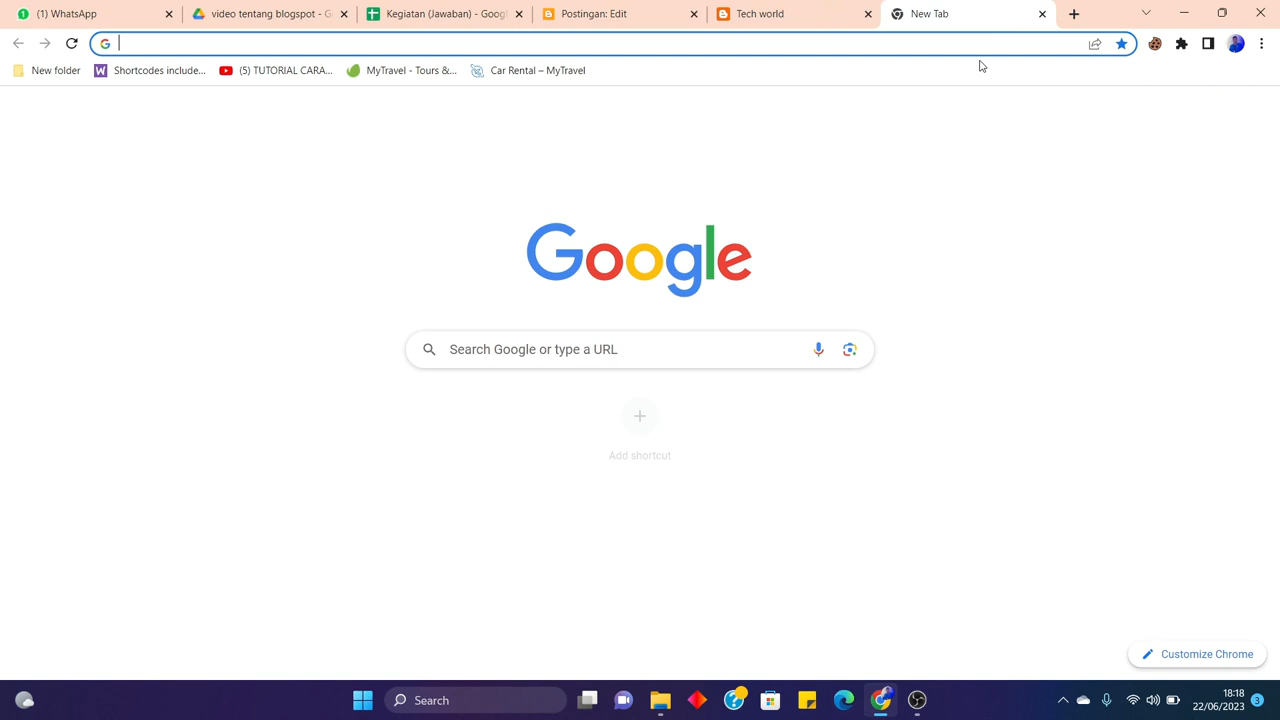 (1) WhatsApp
video tentang blogspot - G
Kegiatan (Jawaban) - Goog
Postingan: Edit
Tech world
New Tab
New folder
Shortcodes include...
(5) TUTORIAL CARA...
MyTravel - Tours &...
Car Rental – MyTravel
Google
Search Google or type a URL
Add shortcut
Customize Chrome
Search
18:18
22/06/2023
3